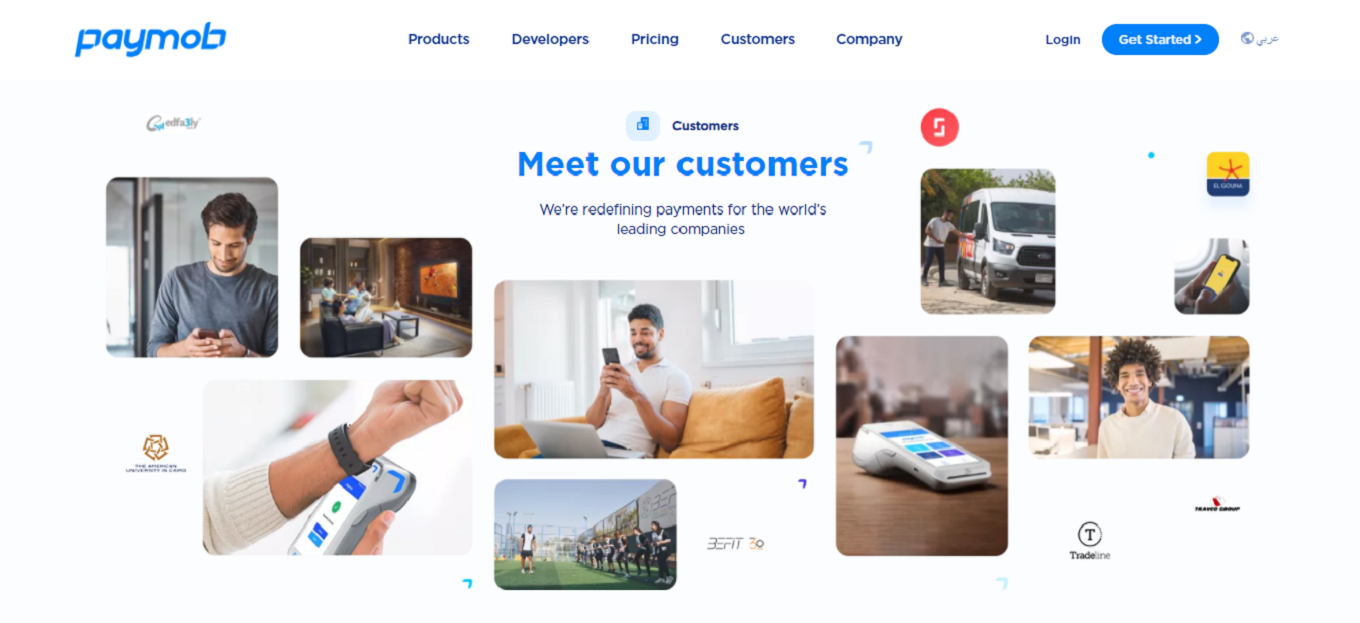 paymob
Products
Developers
Pricing
Customers
Company
Login
Get Started >
عربي
edfa3ly
Customers
Meet our customers
We're redefining payments for the world's
leading companies
EL GOUNA
THE AMERICAN
UNIVERSITY IN CAIRO
BEFIT 30
T
Tradeline
TRAVCO GROUP